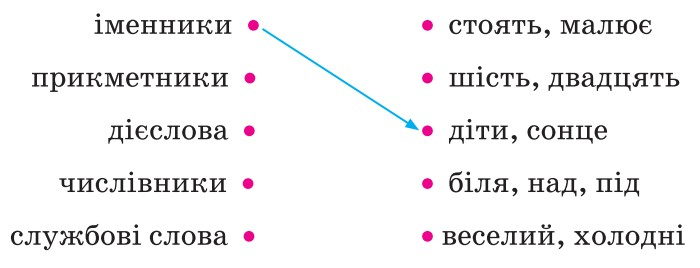 іменники • • стоять, малює
прикметники • • шість, двадцять
дієслова • • діти, сонце
числівники • • біля, над, під
службові слова • • веселий, холодні